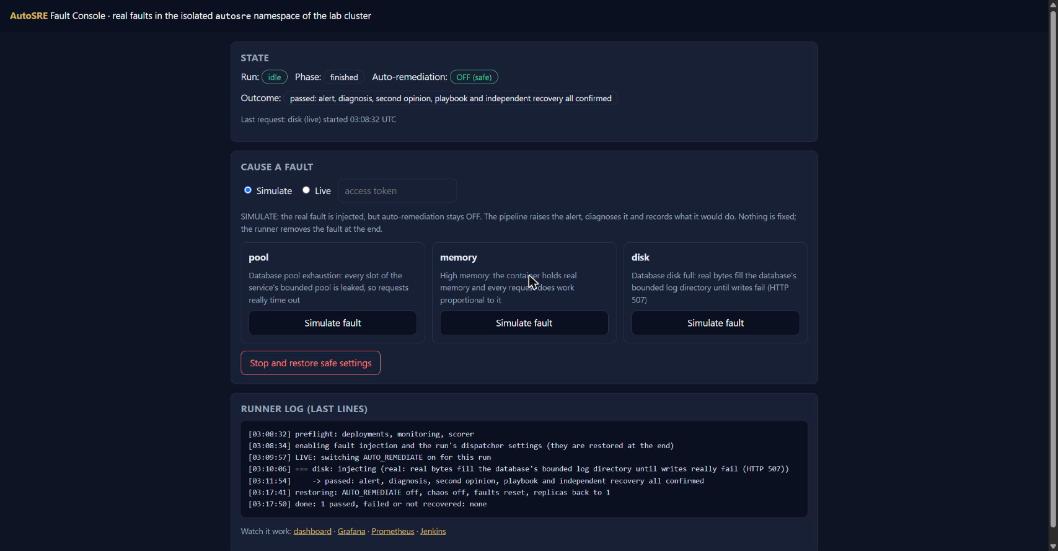 AutoSRE Fault Console · real faults in the isolated autosre namespace of the lab cluster
STATE
Run: idle Phase: finished Auto-remediation: OFF (safe)
Outcome: passed: alert, diagnosis, second opinion, playbook and independent recovery all confirmed
Last request: disk (live) started 03:08:32 UTC
CAUSE A FAULT
Simulate Live access token
SIMULATE: the real fault is injected, but auto-remediation stays OFF. The pipeline raises the alert, diagnoses it and records what it would do. Nothing is fixed;
the runner removes the fault at the end.
pool
Database pool exhaustion: every slot of the
service's bounded pool is leaked, so requests
really time out
Simulate fault
memory
High memory: the container holds real
memory and every request does work
proportional to it
Simulate fault
disk
Database disk full: real bytes fill the database's
bounded log directory until writes fail (HTTP
507)
Simulate fault
Stop and restore safe settings
RUNNER LOG (LAST LINES)
[03:08:32] preflight: deployments, monitoring, scorer
[03:08:34] enabling fault injection and the run's dispatcher settings (they are restored at the end)
[03:09:57] LIVE: switching AUTO_REMEDIATE on for this run
[03:10:06] === disk: injecting (real: real bytes fill the database's bounded log directory until writes really fail (HTTP 507))
[03:11:54] -> passed: alert, diagnosis, second opinion, playbook and independent recovery all confirmed
[03:17:41] restoring: AUTO_REMEDIATE off, chaos off, faults reset, replicas back to 1
[03:17:50] done: 1 passed, failed or not recovered: none
Watch it work: dashboard · Grafana · Prometheus · Jenkins